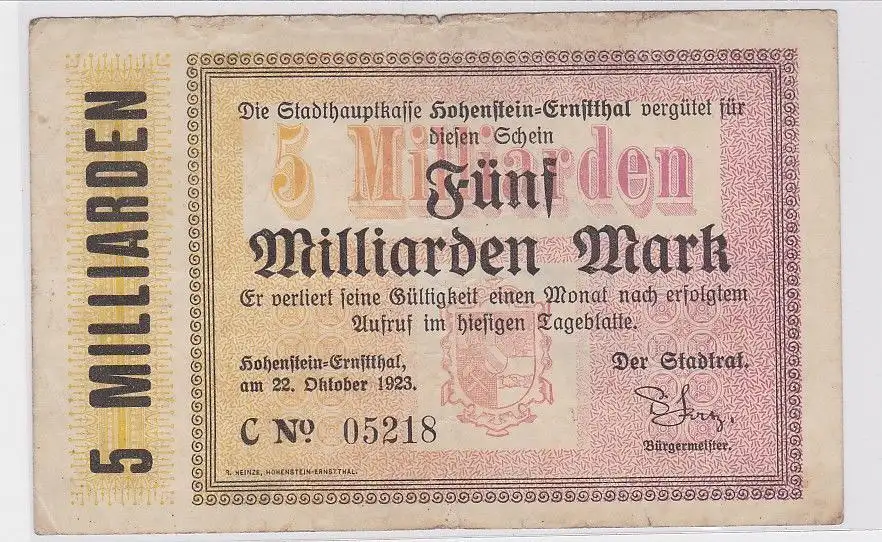 5 MILLIARDEN
Die Stadthauptkasse Hohenstein=Ernstthal vergütet für
diesen Schein
5 Milliarden
Fünf
Milliarden Mark
Er verliert seine Gültigkeit einen Monat nach erfolgtem
Aufruf im hiesigen Tageblatte.
Hohenstein=Ernstthal,
am 22. Oktober 1923.
Der Stadtrat.
C No 05218
Bürgermeister.
R. HEINZE, HOHENSTEIN-ERNSTTHAL.